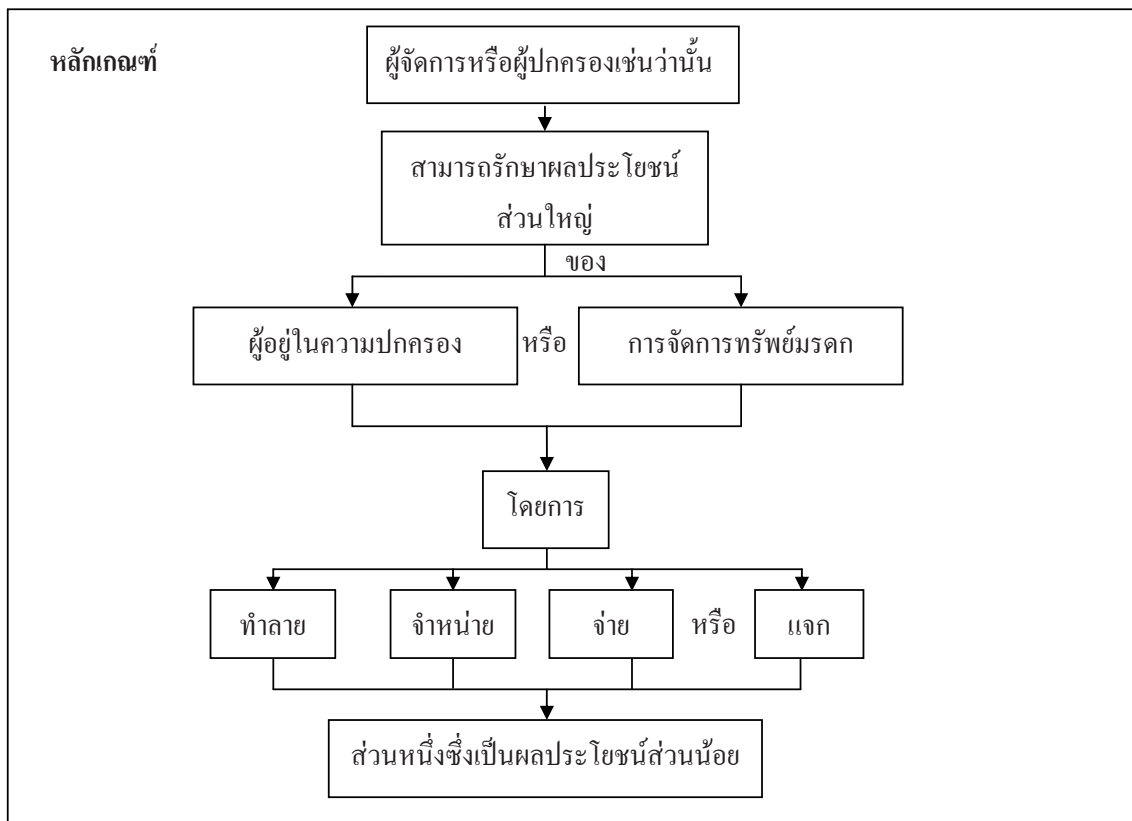 หลักเกณฑ์
ผู้จัดการหรือผู้ปกครองเช่นว่านั้น
สามารถรักษาผลประโยชน์
ส่วนใหญ่
ของ
ผู้อยู่ในความปกครอง หรือ การจัดการทรัพย์มรดก
โดยการ
ทำลาย จำหน่าย จ่าย หรือ แจก
ส่วนหนึ่งซึ่งเป็นผลประโยชน์ส่วนน้อย